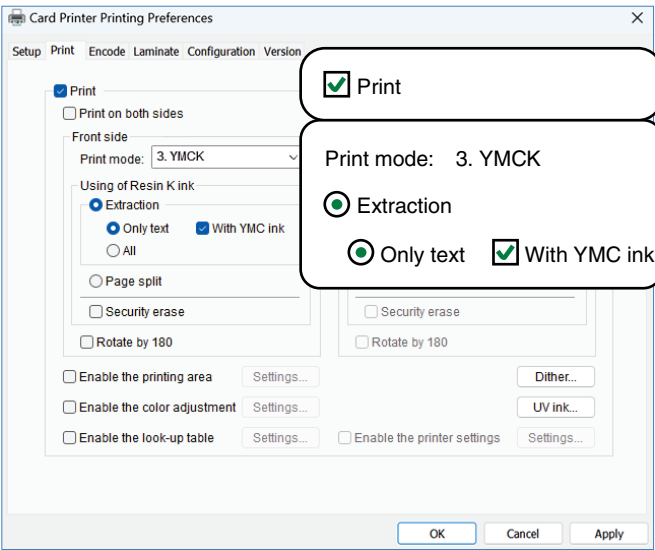 Card Printer Printing Preferences
Setup Print Encode Laminate Configuration Version
Print
Print on both sides
Front side
Print mode: 3. YMCK
Using of Resin K ink
Extraction
Only text With YMC ink
All
Page split
Security erase
Rotate by 180
Print
Print mode: 3. YMCK
Extraction
Only text With YMC ink
Security erase
Rotate by 180
Enable the printing area Settings... Dither...
Enable the color adjustment Settings... UV ink...
Enable the look-up table Settings... Enable the printer settings Settings...
OK Cancel Apply